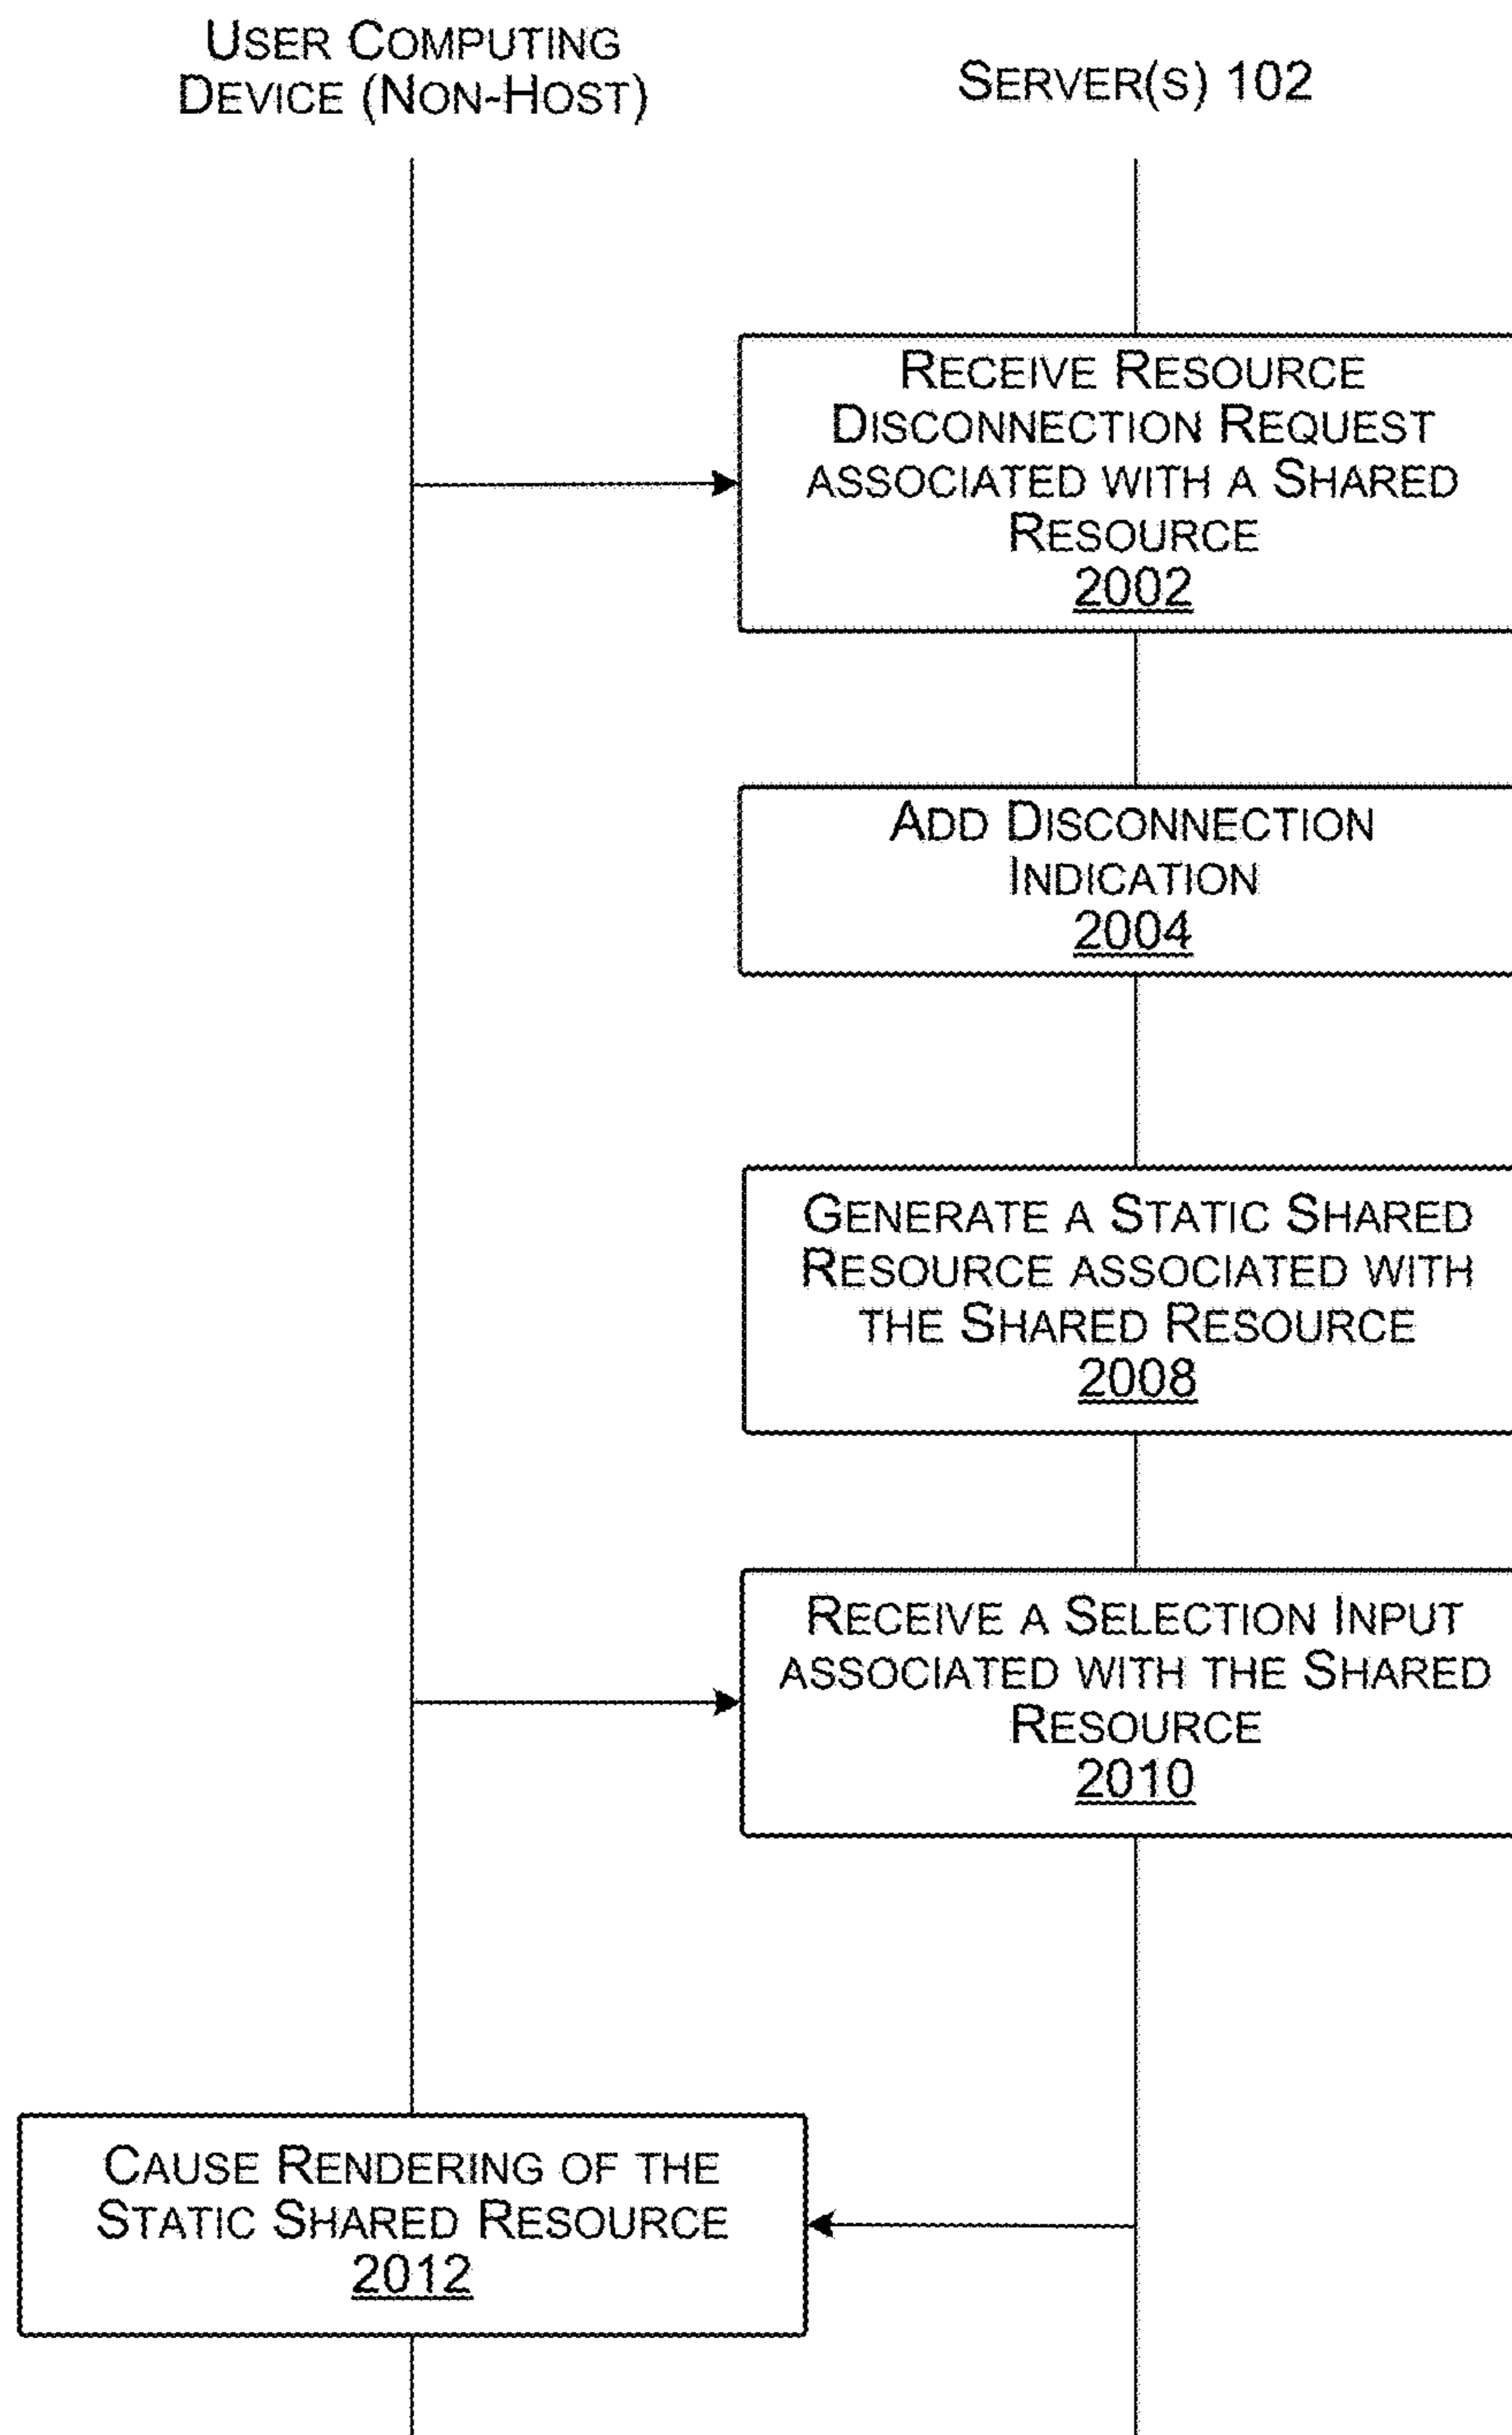 USER COMPUTING
DEVICE (NON-HOST)
SERVER(S) 102
RECEIVE RESOURCE
DISCONNECTION REQUEST
ASSOCIATED WITH A SHARED
RESOURCE
2002
ADD DISCONNECTION
INDICATION
2004
GENERATE A STATIC SHARED
RESOURCE ASSOCIATED WITH
THE SHARED RESOURCE
2008
RECEIVE A SELECTION INPUT
ASSOCIATED WITH THE SHARED
RESOURCE
2010
CAUSE RENDERING OF THE
STATIC SHARED RESOURCE
2012